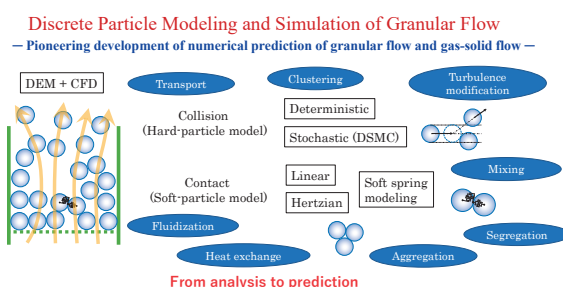 Discrete Particle Modeling and Simulation of Granular Flow
— Pioneering development of numerical prediction of granular flow and gas-solid flow —
DEM + CFD
Transport
Clustering
Turbulence
modification
Collision
(Hard-particle model)
Deterministic
Stochastic (DSMC)
Mixing
Contact
(Soft-particle model)
Linear
Hertzian
Soft spring
modeling
Fluidization
Segregation
Heat exchange
Aggregation
From analysis to prediction